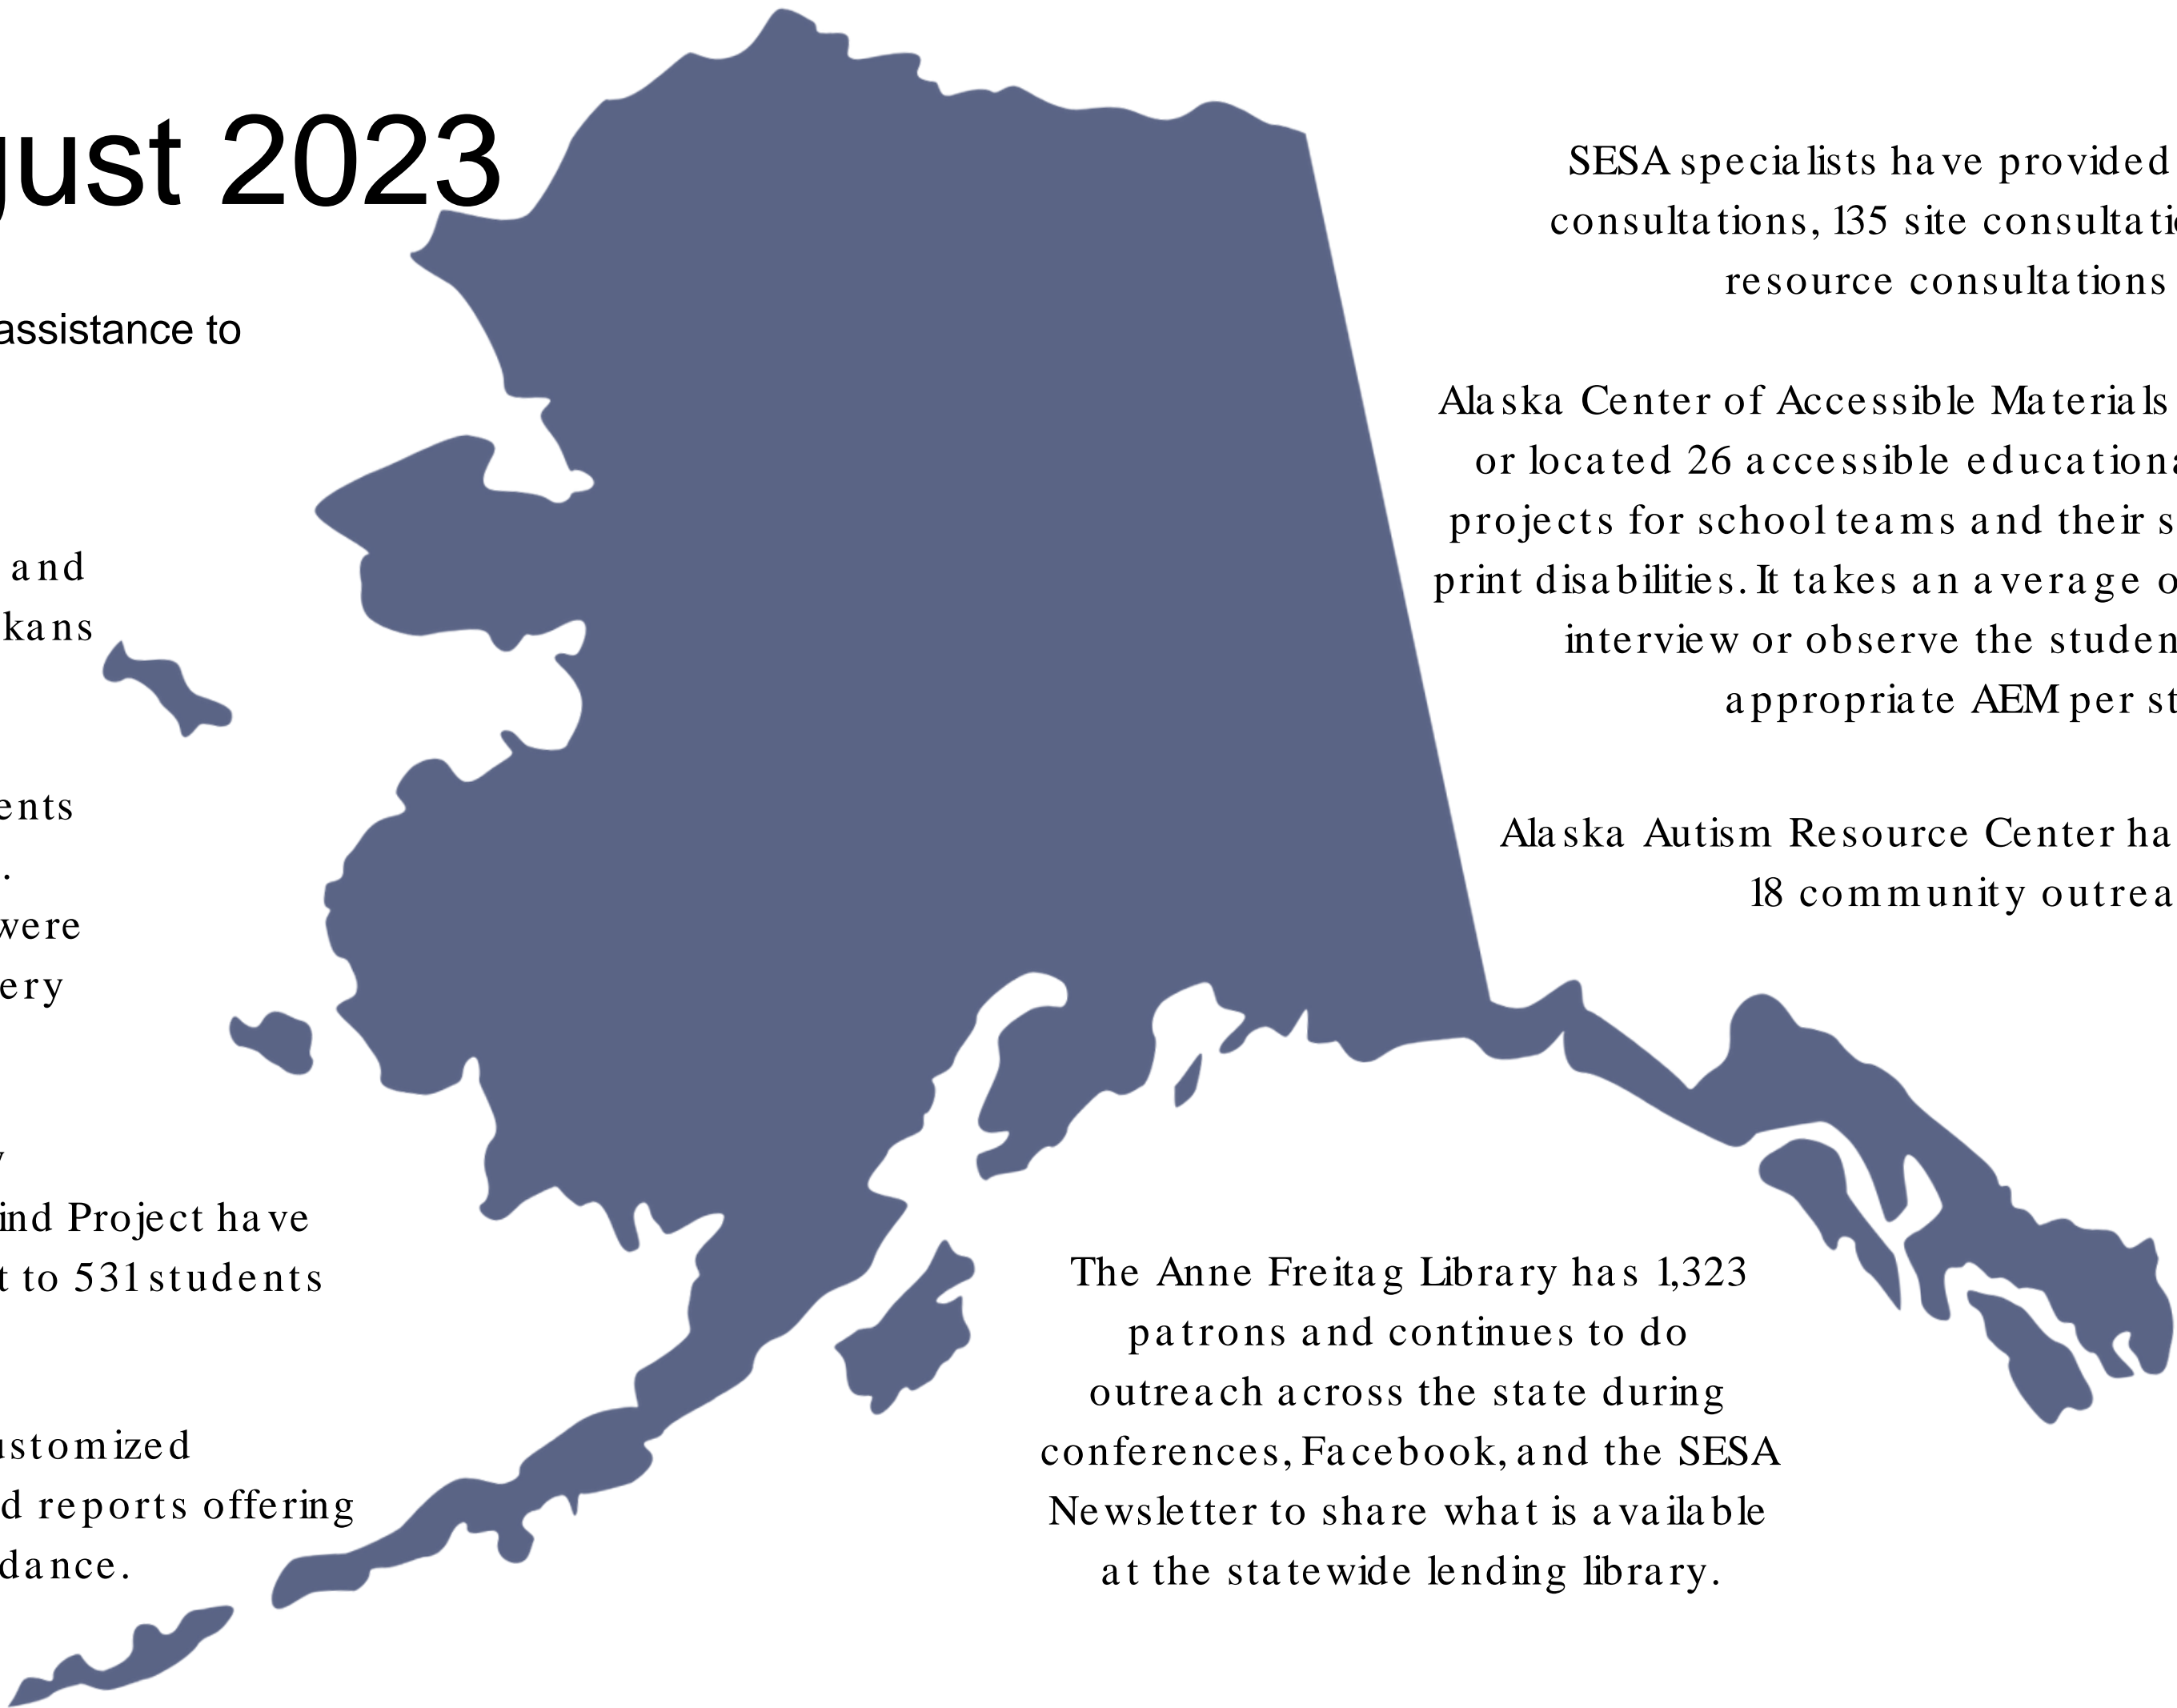 gust 2023
assistance to
and
kans
ents
.
were
ery
ind Project have
t to 531 students
ustomized
d reports offering
dance.
SESA specialists have provided
consultations, 135 site consultatio
resource consultations
Alaska Center of Accessible Materials
or located 26 accessible educationa
projects for school teams and their s
print disabilities. It takes an average o
interview or observe the studen
appropriate AEM per st
Alaska Autism Resource Center ha
18 community outrea
The Anne Freitag Library has 1,323
patrons and continues to do
outreach across the state during
conferences, Facebook, and the SESA
Newsletter to share what is available
at the statewide lending library.